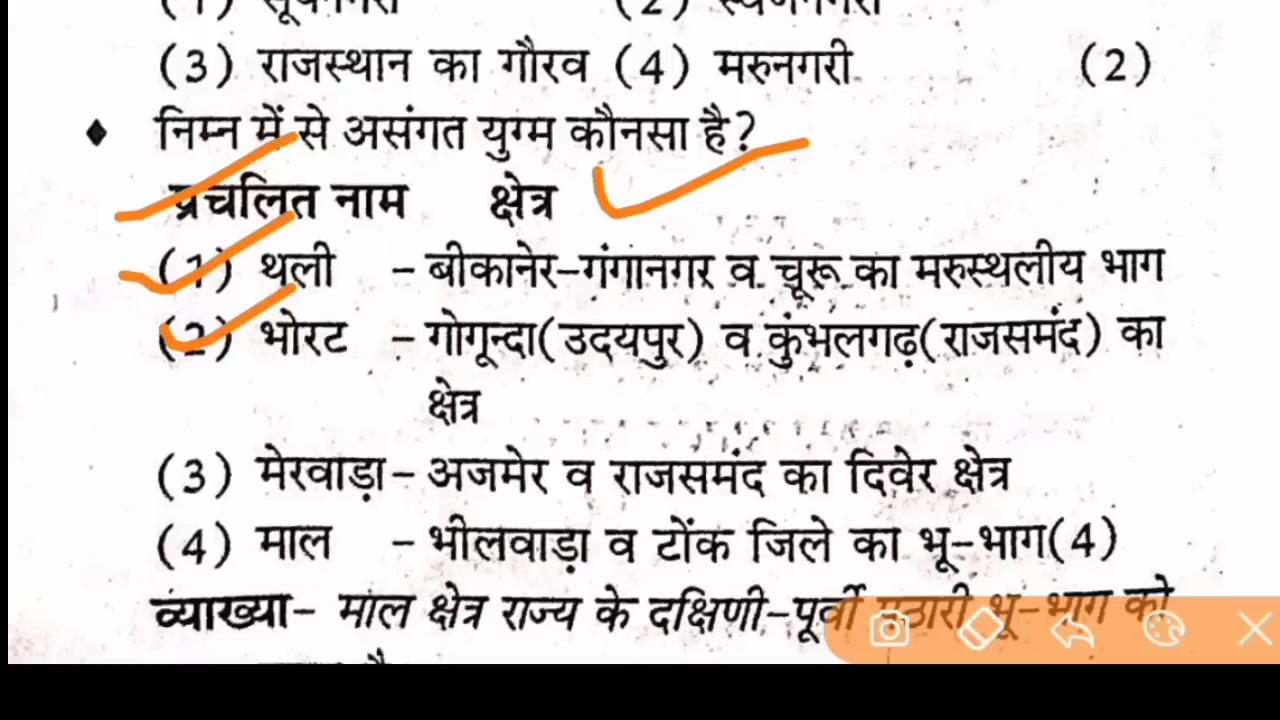 (3) राजस्थान का गौरव (4) मरुनगरी (2)
♦ निम्न में से असंगत युग्म कौनसा है?
प्रचलित नाम क्षेत्र
(1) थली – बीकानेर-गंगानगर व चूरू का मरुस्थलीय भाग
(2) भोरट – गोगून्दा(उदयपुर) व कुंभलगढ़(राजसमंद) का
क्षेत्र
(3) मेरवाड़ा – अजमेर व राजसमंद का दिवेर क्षेत्र
(4) माल – भीलवाड़ा व टोंक जिले का भू-भाग(4)
व्याख्या- माल क्षेत्र राज्य के दक्षिणी-पूर्वी पठारी भू-भाग को